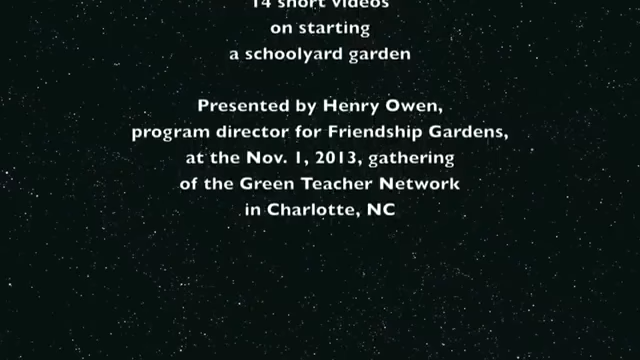 14 short videos
on starting
a schoolyard garden
Presented by Henry Owen,
program director for Friendship Gardens,
at the Nov. 1, 2013, gathering
of the Green Teacher Network
in Charlotte, NC